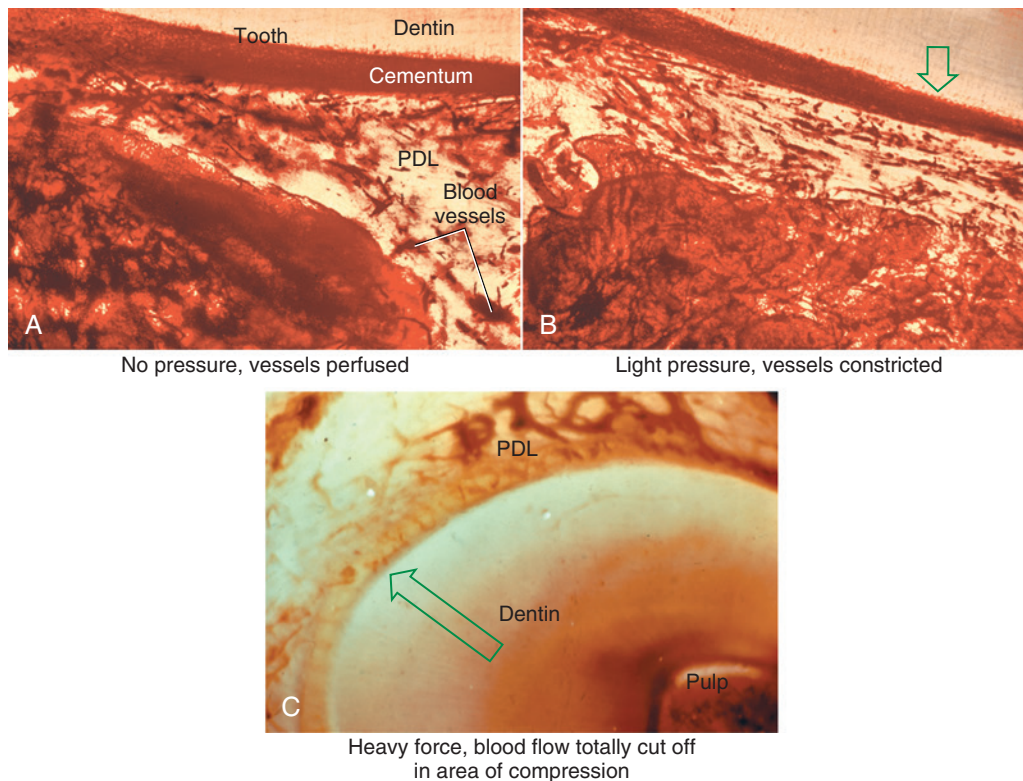 Tooth
Dentin
Cementum
PDL
Blood
vessels
A
No pressure, vessels perfused
B
Light pressure, vessels constricted
PDL
Dentin
Pulp
C
Heavy force, blood flow totally cut off
in area of compression